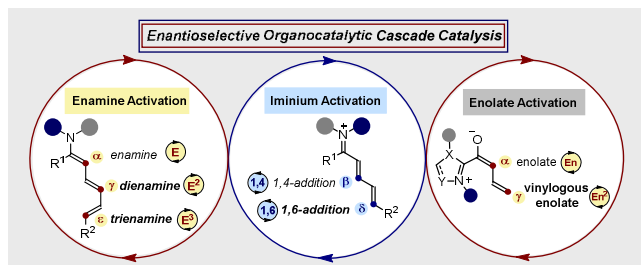 Enantioselective Organocatalytic Cascade Catalysis
Enamine Activation
N
R1
α enamine E
γ dienamine E2
ε trienamine E3
R2
Iminium Activation
N+
R1
1,4 1,4-addition β
1,6 1,6-addition δ
R2
Enolate Activation
-O
X
Y
N+
α enolate En
γ vinylogous enolate En2